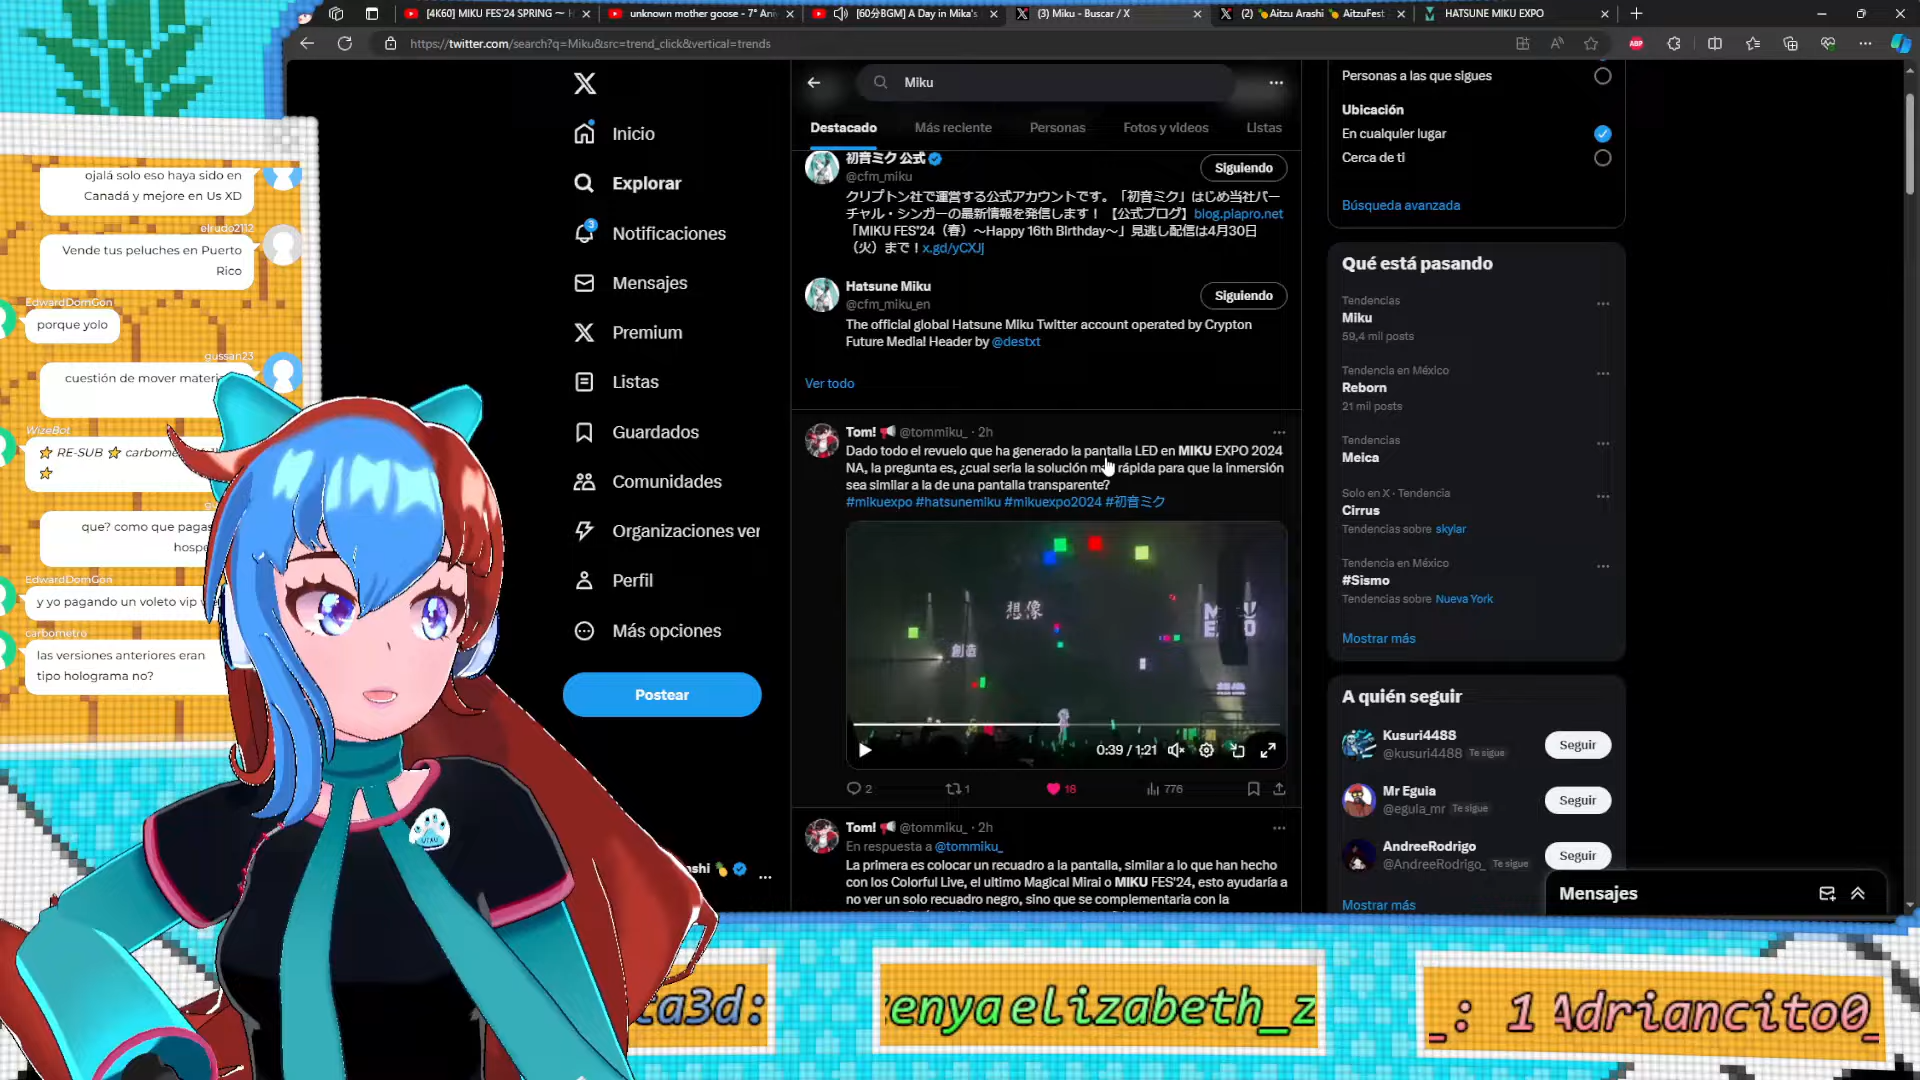 [4K60] MIKU FES'24 SPRING ~ H
unknown mother goose - 7° Ani
[60分BGM] A Day in Mika's
(3) Miku - Buscar / X
(2) Aitzu Arashi AitzuFest
HATSUNE MIKU EXPO
https://twitter.com/search?q=Miku&src=trend_click&vertical=trends
ABP
ojalá solo eso haya sido en
Canadá y mejore en Us XD
elrudo2112
Vende tus peluches en Puerto
Rico
EdwardDomGon
porque yolo
gussan23
cuestión de mover materi
WizeBot
RE-SUB carbome
que? como que pagas
hospe
EdwardDomGon
y yo pagando un voleto vip
carbometro
las versiones anteriores eran
tipo holograma no?
Inicio
Explorar
3
Notificaciones
Mensajes
Premium
Listas
Guardados
Comunidades
Organizaciones ver
Perfil
Más opciones
Postear
ashi
Miku
Destacado
Más reciente
Personas
Fotos y videos
Listas
初音ミク 公式
@cfm_miku
Siguiendo
クリプトン社で運営する公式アカウントです。「初音ミク」はじめ当社バー
チャル・シンガーの最新情報を発信します！【公式ブログ】blog.piapro.net
「MIKU FES'24（春）～Happy 16th Birthday～」見逃し配信は4月30日
（火）まで！x.gd/yCXJj
Hatsune Miku
@cfm_miku_en
Siguiendo
The official global Hatsune Miku Twitter account operated by Crypton
Future Media! Header by @destxt
Ver todo
Tom! @tommiku_ · 2h
Dado todo el revuelo que ha generado la pantalla LED en MIKU EXPO 2024
NA, la pregunta es, ¿cual seria la solución más rápida para que la inmersión
sea similar a la de una pantalla transparente?
#mikuexpo #hatsunemiku #mikuexpo2024 #初音ミク
想像
創造
MIKU
EXPO
0:39 / 1:21
2
1
18
776
Tom! @tommiku_ · 2h
En respuesta a @tommiku_
La primera es colocar un recuadro a la pantalla, similar a lo que han hecho
con los Colorful Live, el ultimo Magical Mirai o MIKU FES'24, esto ayudaría a
no ver un solo recuadro negro, sino que se complementaria con la
Personas a las que sigues
Ubicación
En cualquier lugar
Cerca de ti
Búsqueda avanzada
Qué está pasando
Tendencias
Miku
59,4 mil posts
Tendencia en México
Reborn
21 mil posts
Tendencias
Meica
Solo en X · Tendencia
Cirrus
Tendencias sobre skylar
Tendencia en México
#Sismo
Tendencias sobre Nueva York
Mostrar más
A quién seguir
Kusuri4488
@kusuri4488 Te sigue
Seguir
Mr Eguia
@eguia_mr Te sigue
Seguir
AndreeRodrigo
@AndreeRodrigo_ Te sigue
Seguir
Mostrar más
Mensajes
ta3d:
zenyaelizabeth_z
_: 1 Adriancito0_